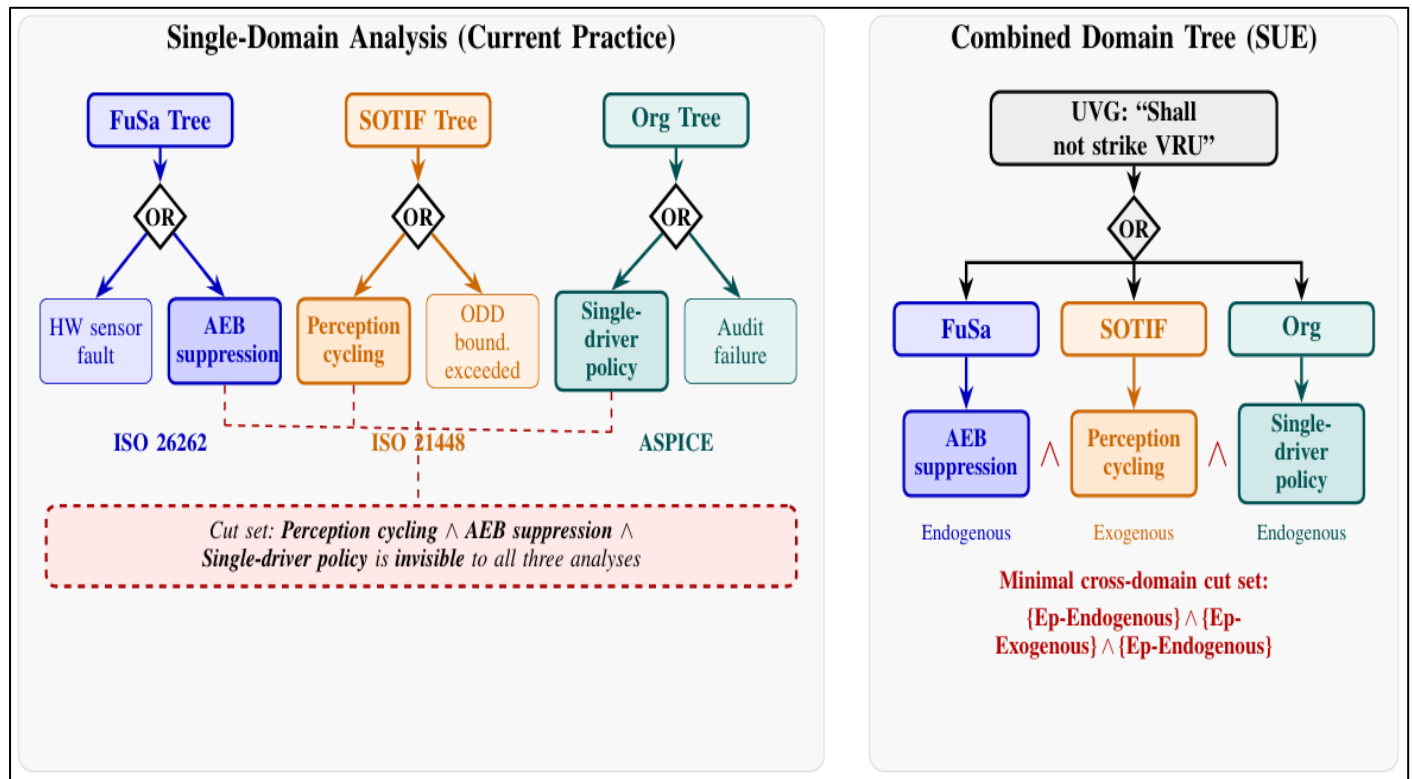 Single-Domain Analysis (Current Practice)
FuSa Tree
SOTIF Tree
Org Tree
OR
OR
OR
HW sensor
fault
AEB
suppression
Perception
cycling
ODD
bound.
exceeded
Single-
driver
policy
Audit
failure
ISO 26262
ISO 21448
ASPICE
Cut set: Perception cycling ∧ AEB suppression ∧
Single-driver policy is invisible to all three analyses
Combined Domain Tree (SUE)
UVG: “Shall
not strike VRU”
OR
FuSa
SOTIF
Org
AEB
suppression
∧
Perception
cycling
∧
Single-
driver
policy
Endogenous
Exogenous
Endogenous
Minimal cross-domain cut set:
{Ep-Endogenous} ∧ {Ep-
Exogenous} ∧ {Ep-Endogenous}